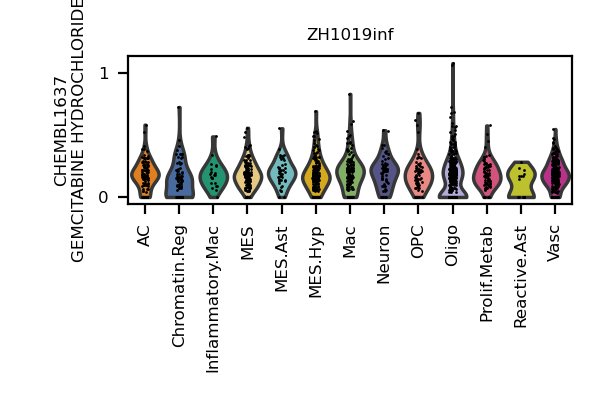 ZH1019inf
CHEMBL1637
GEMCITABINE HYDROCHLORIDE
1
0
AC
Chromatin.Reg
Inflammatory.Mac
MES
MES.Ast
MES.Hyp
Mac
Neuron
OPC
Oligo
Prolif.Metab
Reactive.Ast
Vasc